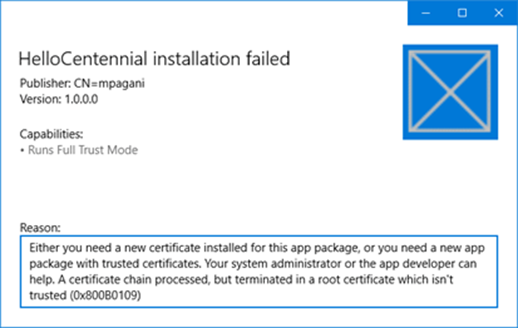 HelloCentennial installation failed
Publisher: CN=mpagani
Version: 1.0.0.0
Capabilities:
• Runs Full Trust Mode
Reason:
Either you need a new certificate installed for this app package, or you need a new app
package with trusted certificates. Your system administrator or the app developer can
help. A certificate chain processed, but terminated in a root certificate which isn't
trusted (0x800B0109)